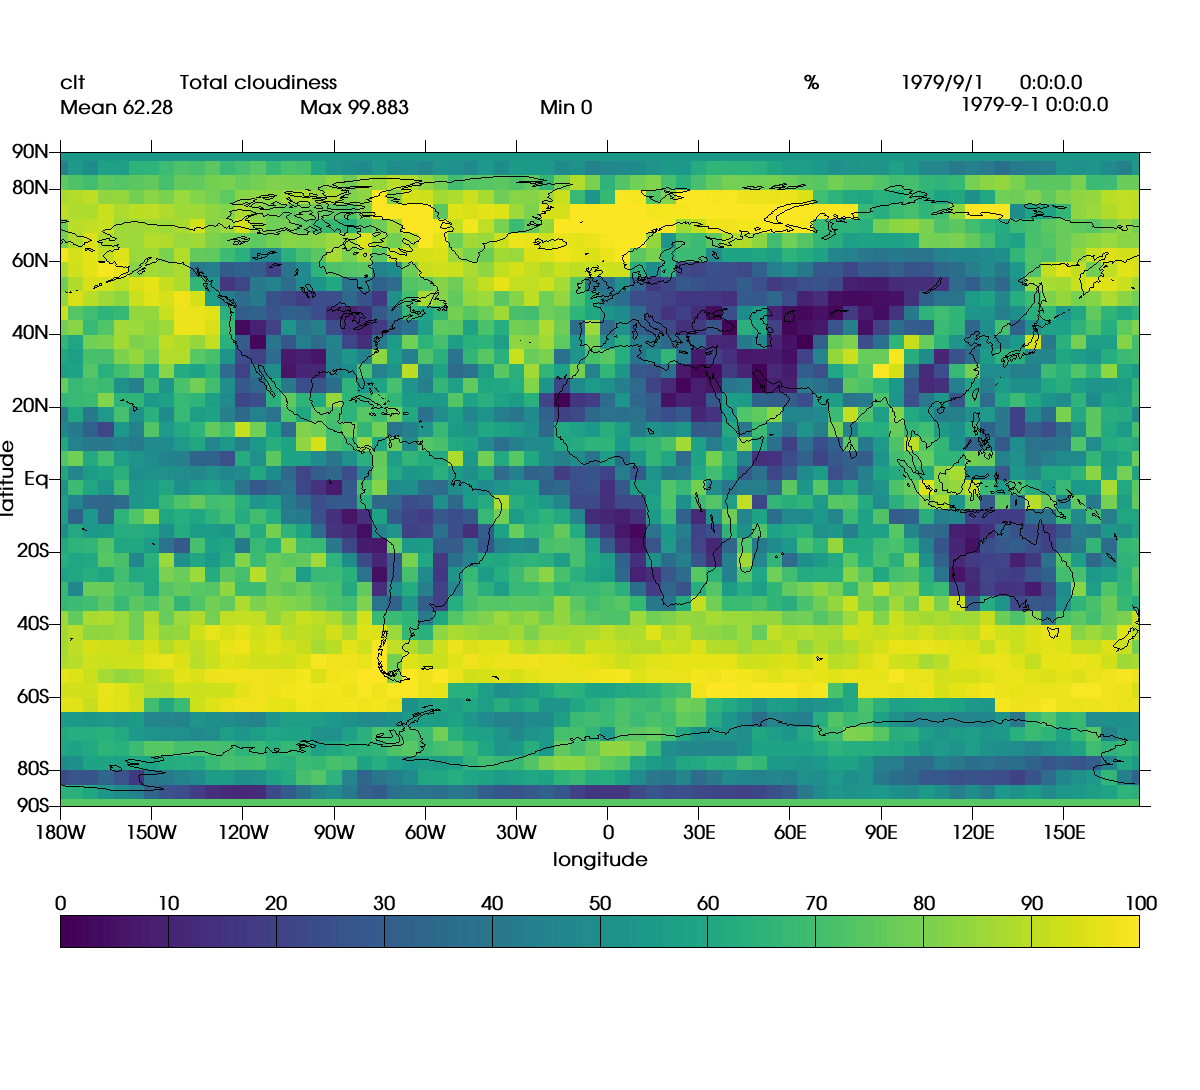 clt Total cloudiness % 1979/9/1 0:0:0.0
Mean 62.28 Max 99.883 Min 0 1979-9-1 0:0:0.0
90N
80N
60N
40N
20N
Eq
20S
40S
60S
80S
90S
latitude
180W 150W 120W 90W 60W 30W 0 30E 60E 90E 120E 150E
longitude
0 10 20 30 40 50 60 70 80 90 100